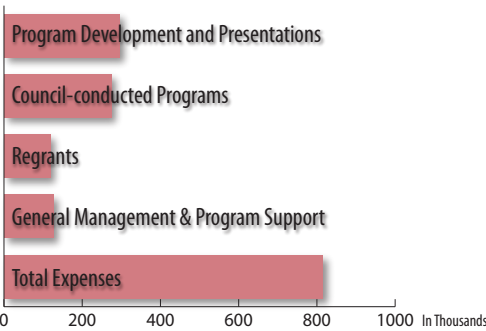 Program Development and Presentations
Council-conducted Programs
Regrants
General Management & Program Support
Total Expenses
0 200 400 600 800 1000 In Thousands